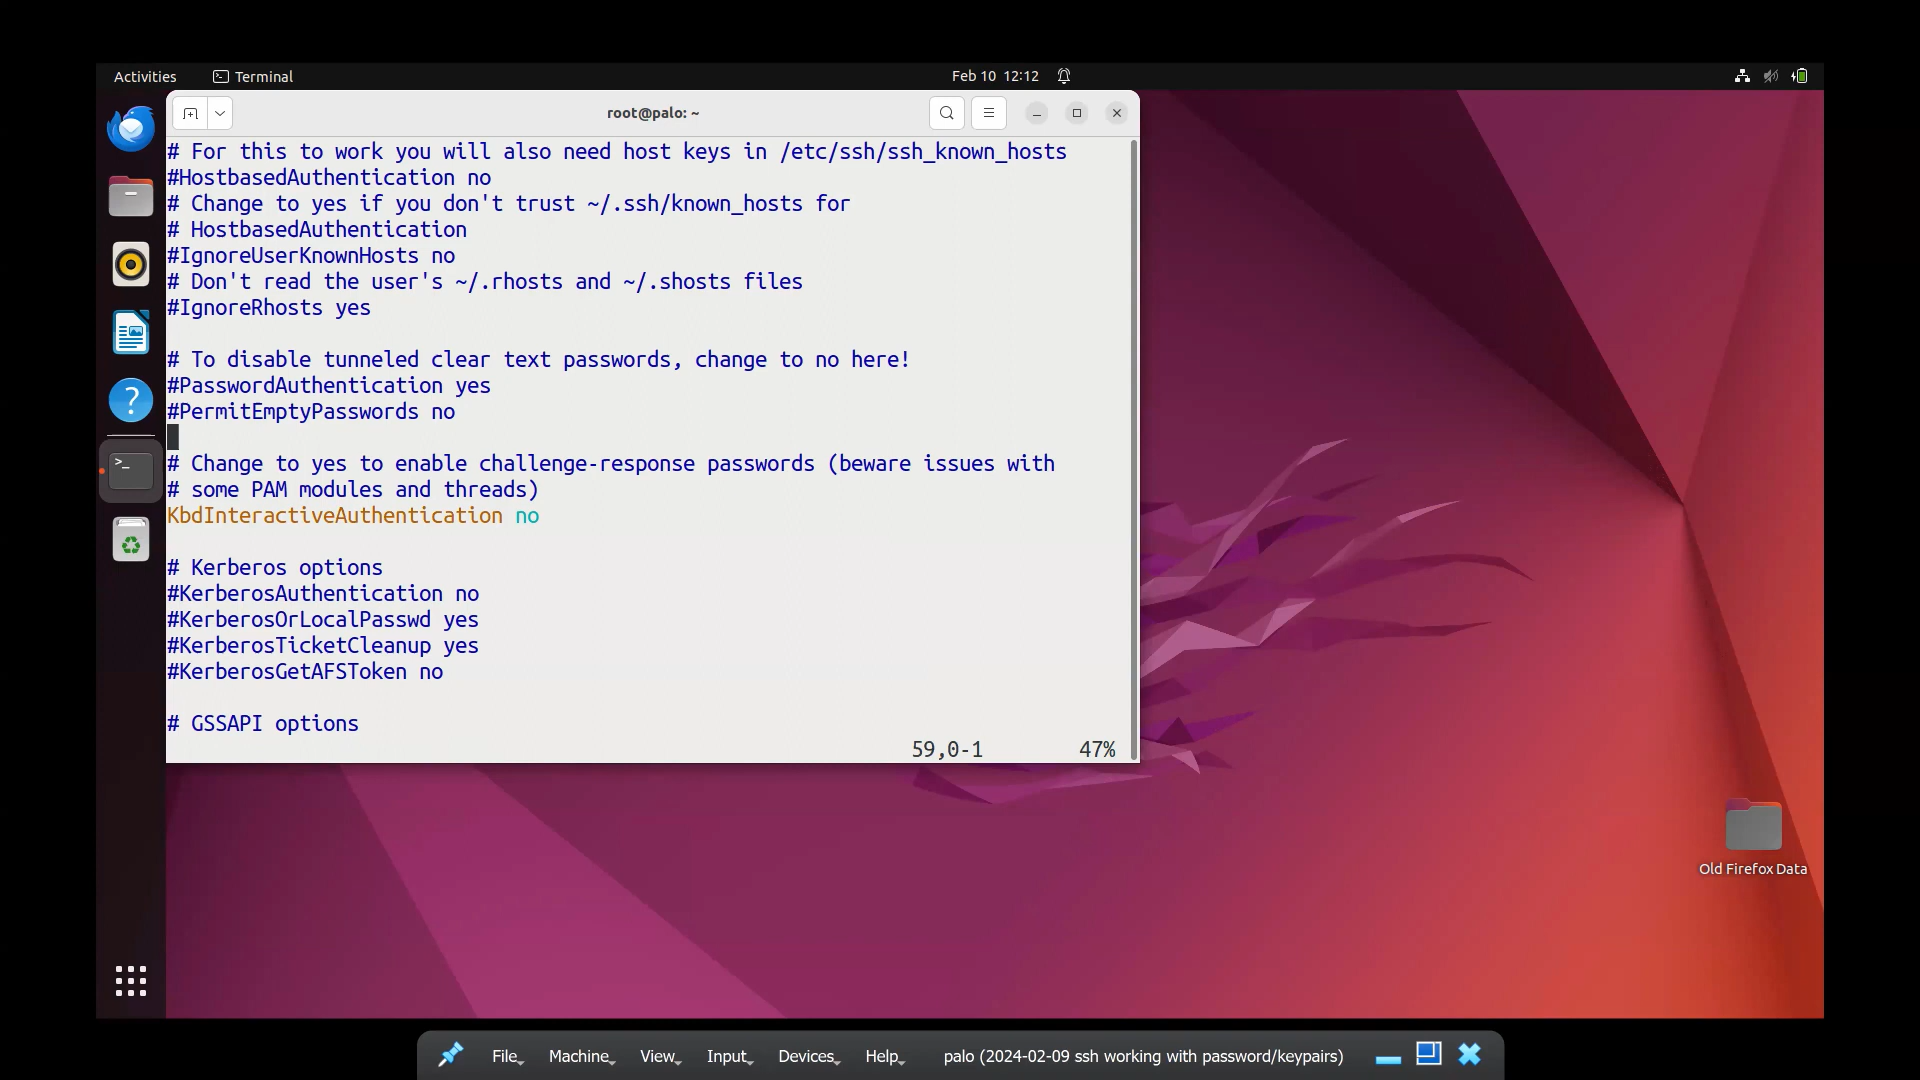 Activities
Terminal
Feb 10 12:12
root@palo: ~
# For this to work you will also need host keys in /etc/ssh/ssh_known_hosts
#HostbasedAuthentication no
# Change to yes if you don't trust ~/.ssh/known_hosts for
# HostbasedAuthentication
#IgnoreUserKnownHosts no
# Don't read the user's ~/.rhosts and ~/.shosts files
#IgnoreRhosts yes
# To disable tunneled clear text passwords, change to no here!
#PasswordAuthentication yes
#PermitEmptyPasswords no
# Change to yes to enable challenge-response passwords (beware issues with
# some PAM modules and threads)
KbdInteractiveAuthentication no
# Kerberos options
#KerberosAuthentication no
#KerberosOrLocalPasswd yes
#KerberosTicketCleanup yes
#KerberosGetAFSToken no
# GSSAPI options
59,0-1 47%
Old Firefox Data
File
Machine
View
Input
Devices
Help
palo (2024-02-09 ssh working with password/keypairs)